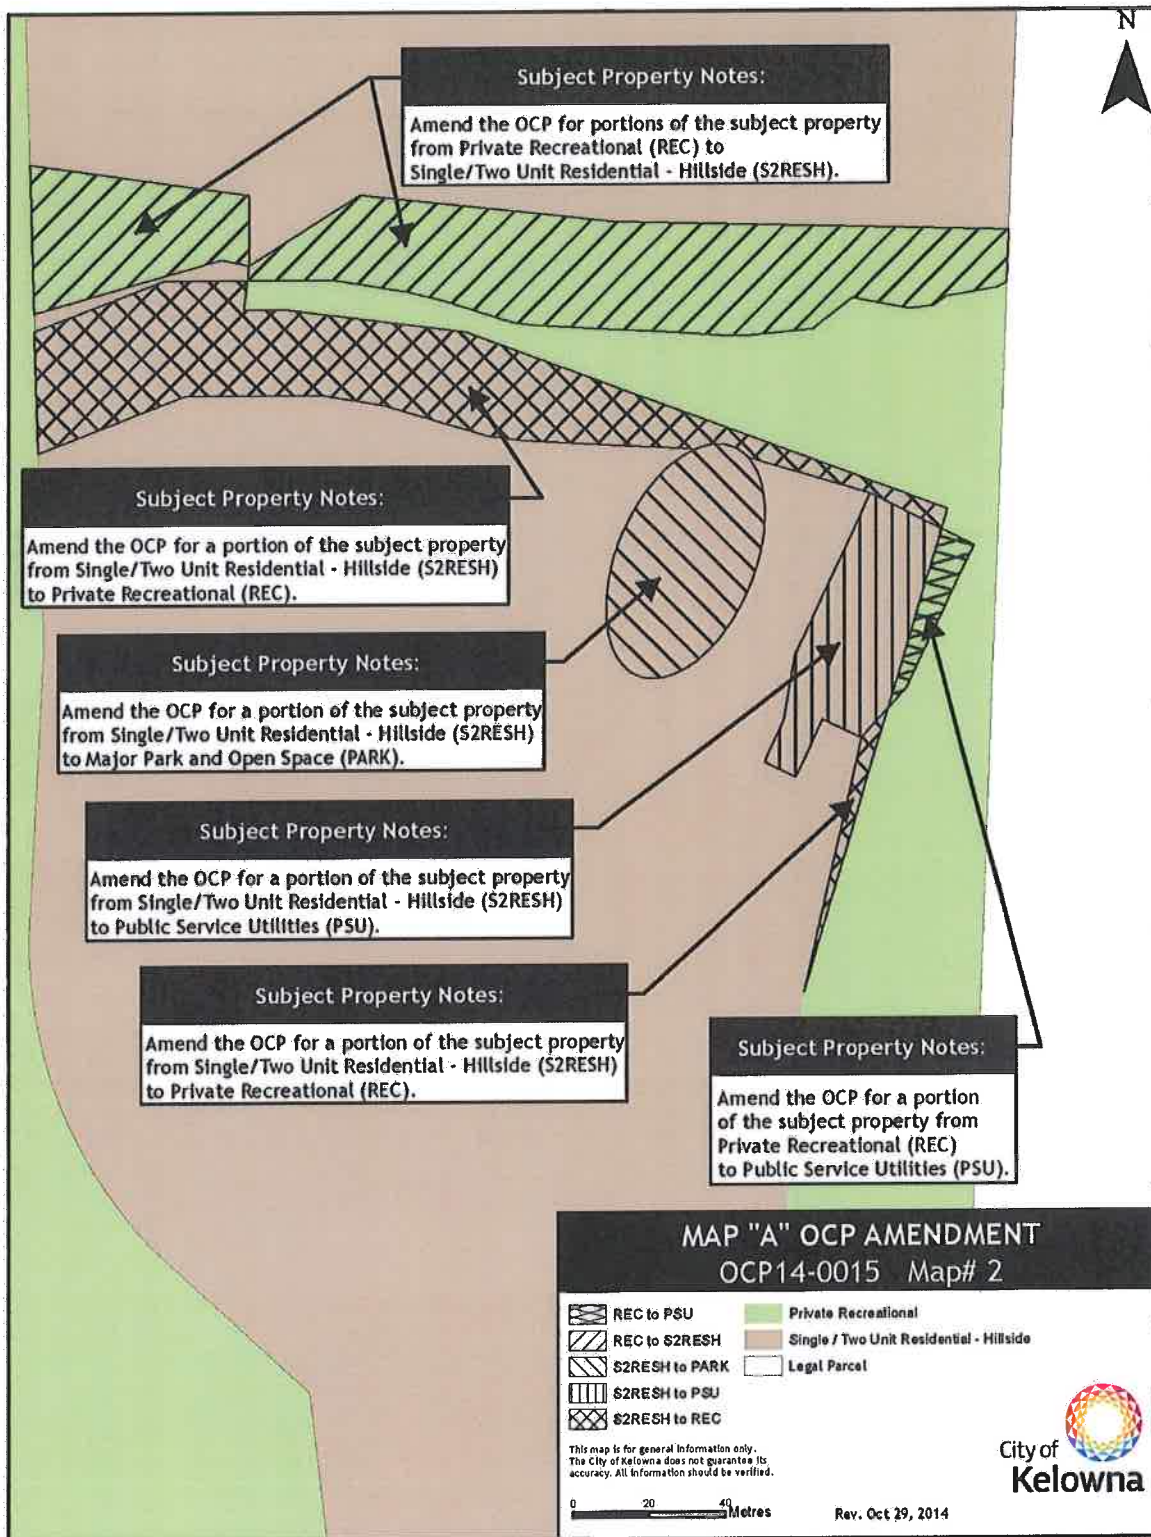 N
Subject Property Notes:
Amend the OCP for portions of the subject property
from Private Recreational (REC) to
Single/Two Unit Residential - Hillside (S2RESH).
Subject Property Notes:
Amend the OCP for a portion of the subject property
from Single/Two Unit Residential - Hillside (S2RESH)
to Private Recreational (REC).
Subject Property Notes:
Amend the OCP for a portion of the subject property
from Single/Two Unit Residential - Hillside (S2RESH)
to Major Park and Open Space (PARK).
Subject Property Notes:
Amend the OCP for a portion of the subject property
from Single/Two Unit Residential - Hillside (S2RESH)
to Public Service Utilities (PSU).
Subject Property Notes:
Amend the OCP for a portion of the subject property
from Single/Two Unit Residential - Hillside (S2RESH)
to Private Recreational (REC).
Subject Property Notes:
Amend the OCP for a portion
of the subject property from
Private Recreational (REC)
to Public Service Utilities (PSU).
MAP "A" OCP AMENDMENT
OCP14-0015 Map# 2
REC to PSU
REC to S2RESH
S2RESH to PARK
S2RESH to PSU
S2RESH to REC
Private Recreational
Single / Two Unit Residential - Hillside
Legal Parcel
This map is for general information only.
The City of Kelowna does not guarantee its
accuracy. All information should be verified.
0 20 40 Metres
Rev. Oct 29, 2014
City of
Kelowna